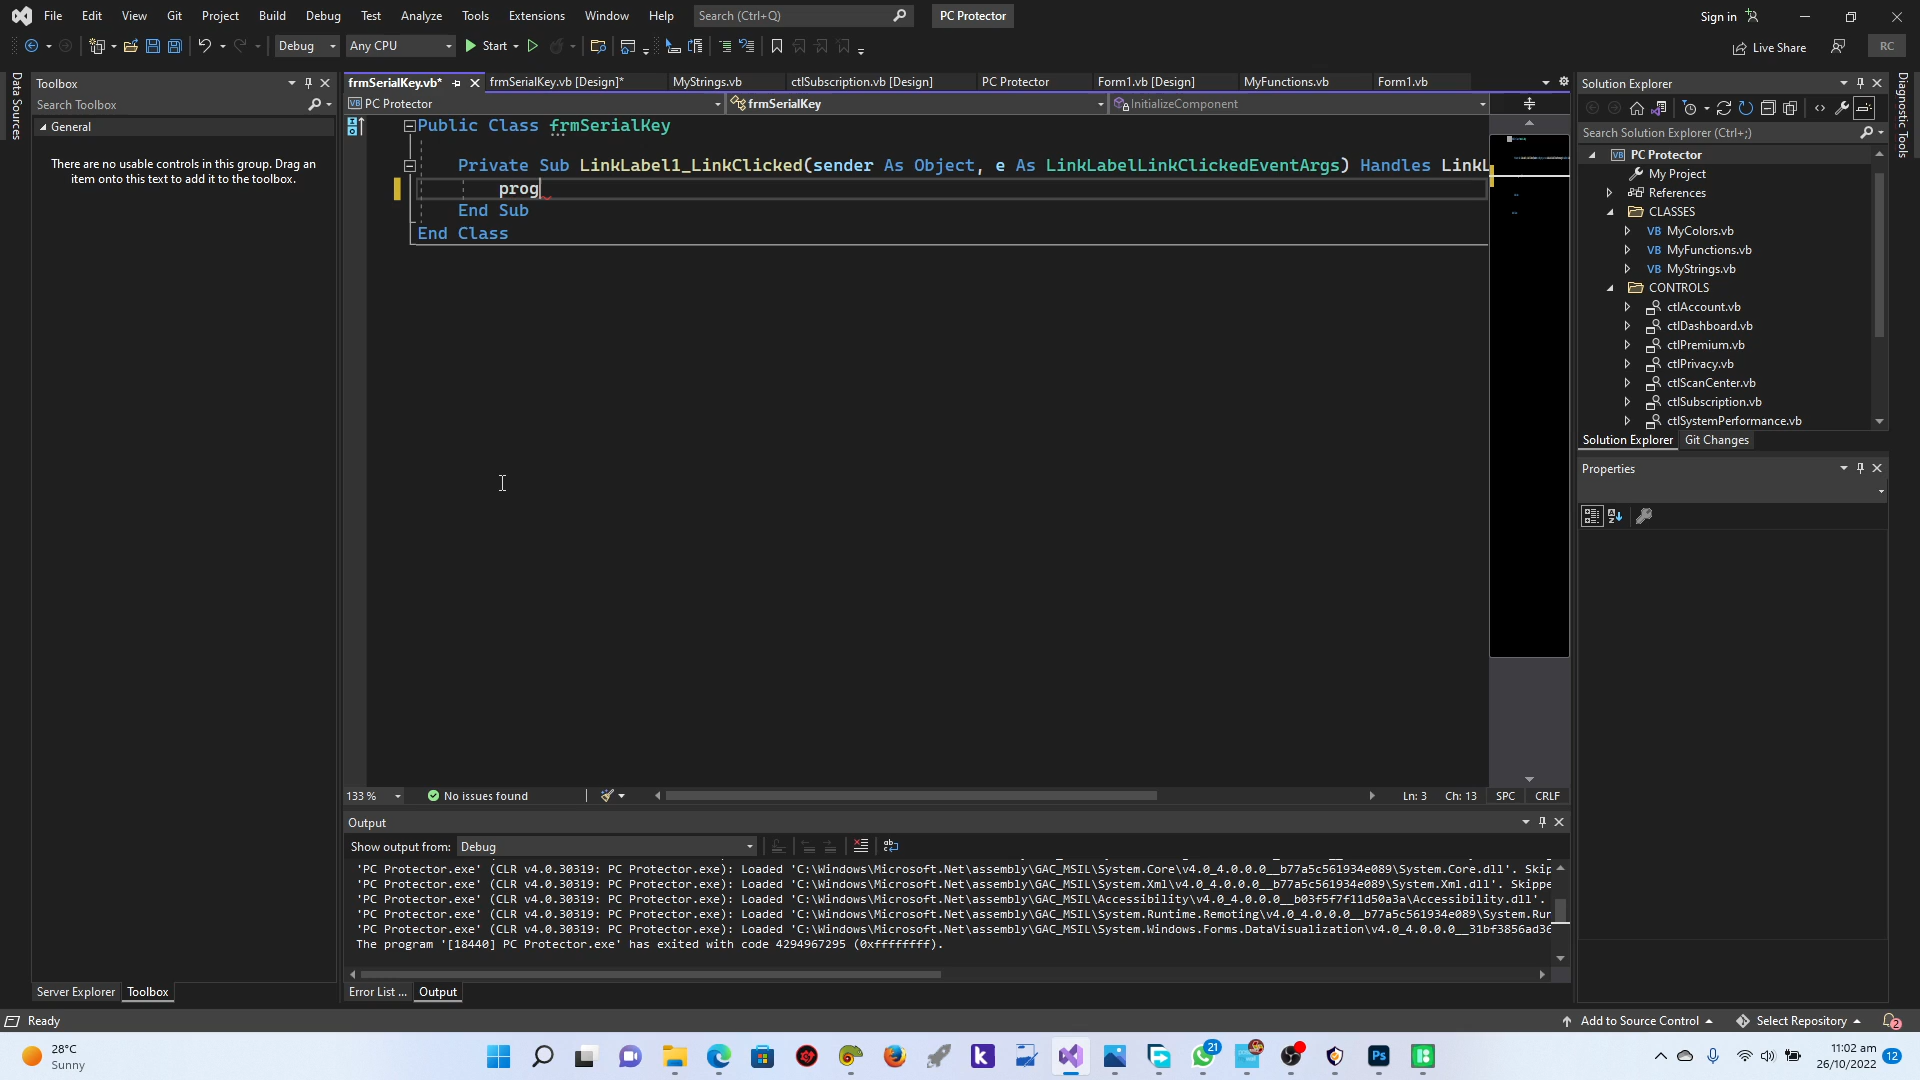 File Edit View Git Project Build Debug Test Analyze Tools Extensions Window Help Search (Ctrl+Q) PC Protector Sign in
Debug Any CPU Start Live Share RC
Data Sources
Toolbox
Search Toolbox
General
There are no usable controls in this group. Drag an
item onto this text to add it to the toolbox.
Server Explorer Toolbox
frmSerialKey.vb* frmSerialKey.vb [Design]* MyStrings.vb ctlSubscription.vb [Design] PC Protector Form1.vb [Design] MyFunctions.vb Form1.vb
VB PC Protector frmSerialKey InitializeComponent
Public Class frmSerialKey
Private Sub LinkLabel1_LinkClicked(sender As Object, e As LinkLabelLinkClickedEventArgs) Handles LinkL
prog
End Sub
End Class
133 % No issues found Ln: 3 Ch: 13 SPC CRLF
Output
Show output from: Debug
'PC Protector.exe' (CLR v4.0.30319: PC Protector.exe): Loaded 'C:\Windows\Microsoft.Net\assembly\GAC_MSIL\System.Core\v4.0_4.0.0.0__b77a5c561934e089\System.Core.dll'. Skip
'PC Protector.exe' (CLR v4.0.30319: PC Protector.exe): Loaded 'C:\Windows\Microsoft.Net\assembly\GAC_MSIL\System.Xml\v4.0_4.0.0.0__b77a5c561934e089\System.Xml.dll'. Skippe
'PC Protector.exe' (CLR v4.0.30319: PC Protector.exe): Loaded 'C:\Windows\Microsoft.Net\assembly\GAC_MSIL\Accessibility\v4.0_4.0.0.0__b03f5f7f11d50a3a\Accessibility.dll'.
'PC Protector.exe' (CLR v4.0.30319: PC Protector.exe): Loaded 'C:\Windows\Microsoft.Net\assembly\GAC_MSIL\System.Runtime.Remoting\v4.0_4.0.0.0__b77a5c561934e089\System.Run
'PC Protector.exe' (CLR v4.0.30319: PC Protector.exe): Loaded 'C:\Windows\Microsoft.Net\assembly\GAC_MSIL\System.Windows.Forms.DataVisualization\v4.0_4.0.0.0__31bf3856ad36
The program '[18440] PC Protector.exe' has exited with code 4294967295 (0xffffffff).
Error List ... Output
Solution Explorer
Search Solution Explorer (Ctrl+;)
VB PC Protector
My Project
References
CLASSES
VB MyColors.vb
VB MyFunctions.vb
VB MyStrings.vb
CONTROLS
ctlAccount.vb
ctlDashboard.vb
ctlPremium.vb
ctlPrivacy.vb
ctlScanCenter.vb
ctlSubscription.vb
ctlSystemPerformance.vb
Solution Explorer Git Changes
Properties
Diagnostic Tools
Ready Add to Source Control Select Repository 2
28°C
Sunny
21
Ps
11:02 am
26/10/2022 12